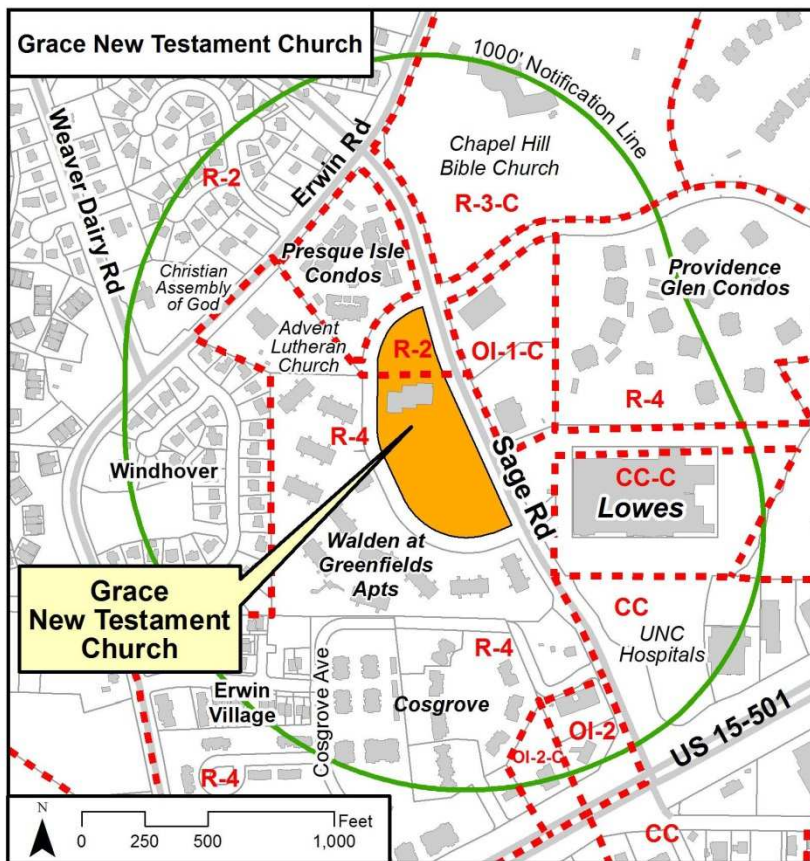 Grace New Testament Church
1000' Notification Line
Weaver Dairy Rd
Erwin Rd
R-2
Chapel Hill
Bible Church
R-3-C
Presque Isle
Condos
Christian
Assembly
of God
Providence
Glen Condos
Advent
Lutheran
Church
R-2
OI-1-C
R-4
R-4
Sage Rd
Windhover
CC-C
Lowes
Walden at
Greenfields
Apts
Grace
New Testament
Church
CC
UNC
Hospitals
R-4
Erwin
Village
Cosgrove Ave
Cosgrove
OI-2
OI-2-C
US 15-501
R-4
CC
N
Feet
0 250 500 1,000